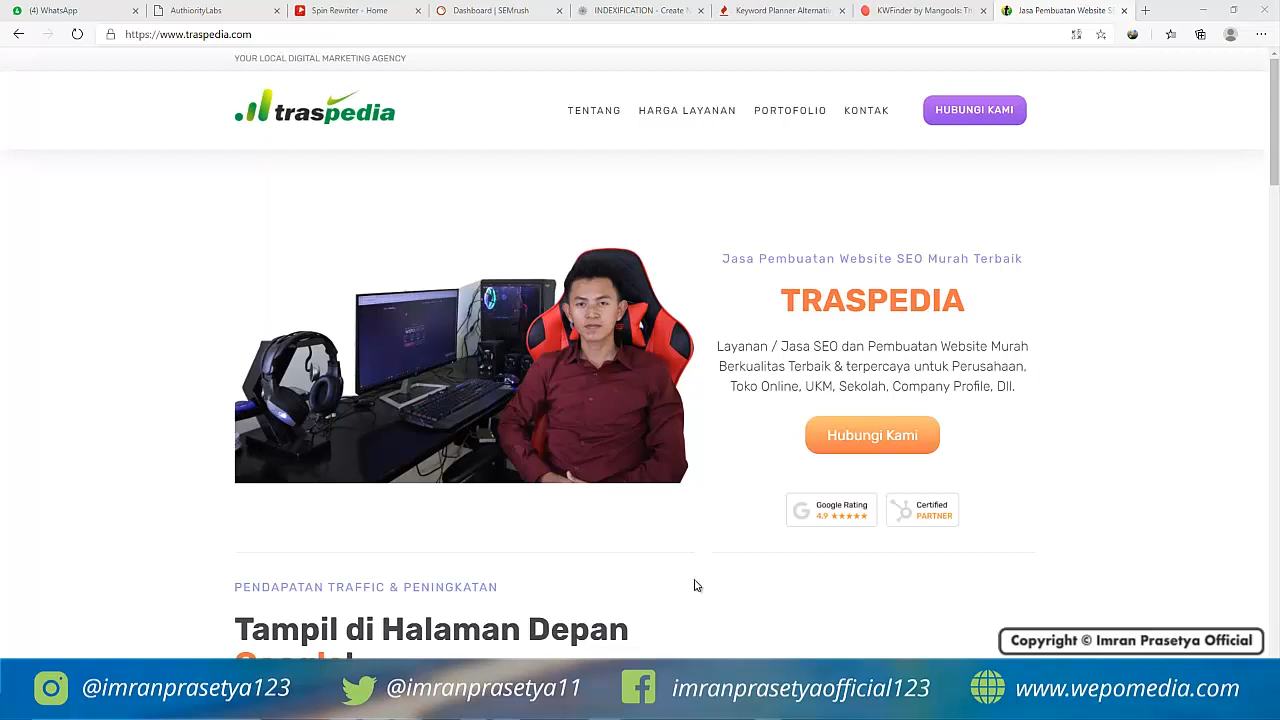 (4) WhatsApp
AuthorityLabs
Spin Rewriter - Home
Dashboard | SEMrush
INDEXIFICATION - Create N
Keyword Planner Alternativ
KWFinder by Mangools: Th
Jasa Pembuatan Website S
https://www.traspedia.com
YOUR LOCAL DIGITAL MARKETING AGENCY
traspedia
TENTANG
HARGA LAYANAN
PORTOFOLIO
KONTAK
HUBUNGI KAMI
Jasa Pembuatan Website SEO Murah Terbaik
TRASPEDIA
Layanan / Jasa SEO dan Pembuatan Website Murah
Berkualitas Terbaik & terpercaya untuk Perusahaan,
Toko Online, UKM, Sekolah, Company Profile, Dll.
Hubungi Kami
Google Rating
4.9 ★★★★★
Certified
PARTNER
PENDAPATAN TRAFFIC & PENINGKATAN
Tampil di Halaman Depan
Copyright © Imran Prasetya Official
@imranprasetya123
@imranprasetya11
imranprasetyaofficial123
www.wepomedia.com